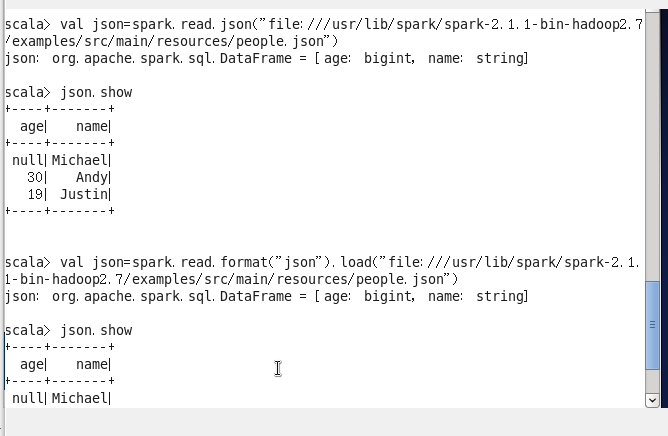 scala> val json=spark.read.json("file:///usr/lib/spark/spark-2.1.1-bin-hadoop2.7
/examples/src/main/resources/people.json")
json: org.apache.spark.sql.DataFrame = [age: bigint, name: string]
scala> json.show
+----+-------+
age|   name|
+----+-------+
null|Michael|
30|   Andy|
19| Justin|
+----+-------+
scala> val json=spark.read.format("json").load("file:///usr/lib/spark/spark-2.1.
1-bin-hadoop2.7/examples/src/main/resources/people.json")
json: org.apache.spark.sql.DataFrame = [age: bigint, name: string]
scala> json.show
+----+-------+
age|   name|
+----+-------+
null|Michael|